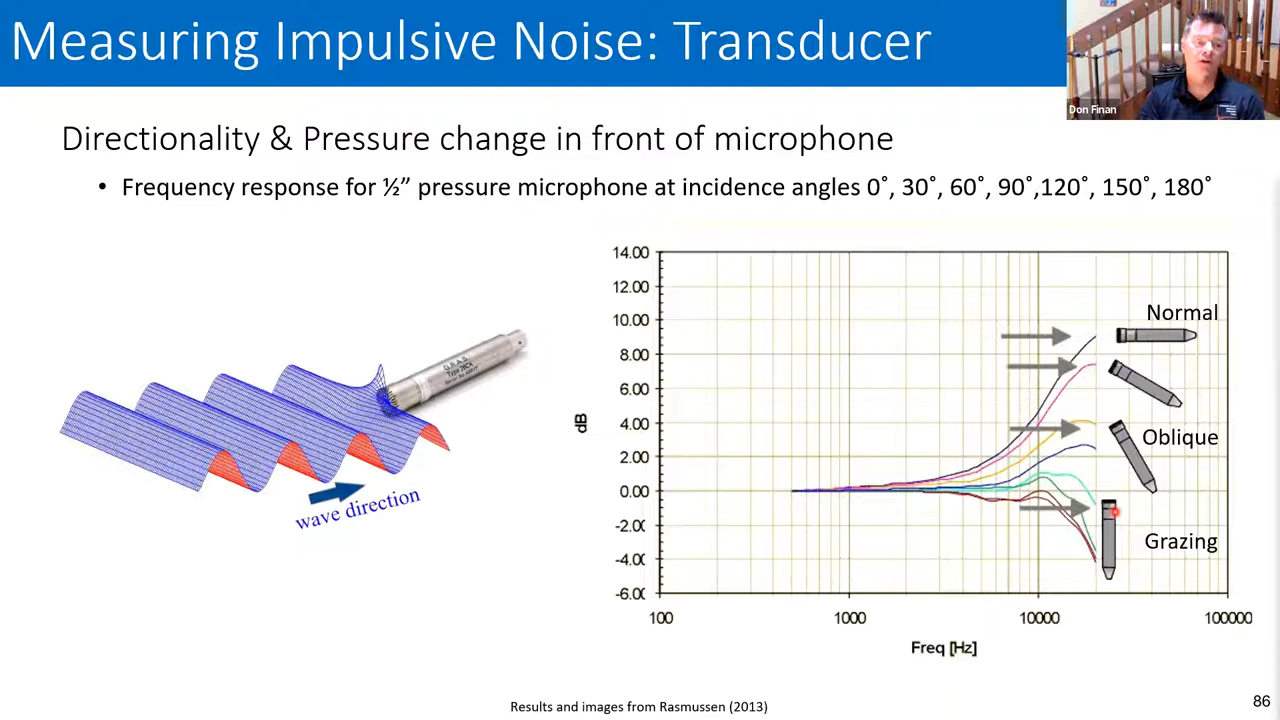 Measuring Impulsive Noise: Transducer
Don Finan
Directionality & Pressure change in front of microphone
• Frequency response for ½” pressure microphone at incidence angles 0˚, 30˚, 60˚, 90˚,120˚, 150˚, 180˚
14.00
12.00
10.00
8.00
6.00
4.00
2.00
0.00
-2.00
-4.00
-6.00
dB
100
1000
10000
100000
Freq [Hz]
Normal
Oblique
Grazing
G.R.A.S.
wave direction
Results and images from Rasmussen (2013)
86